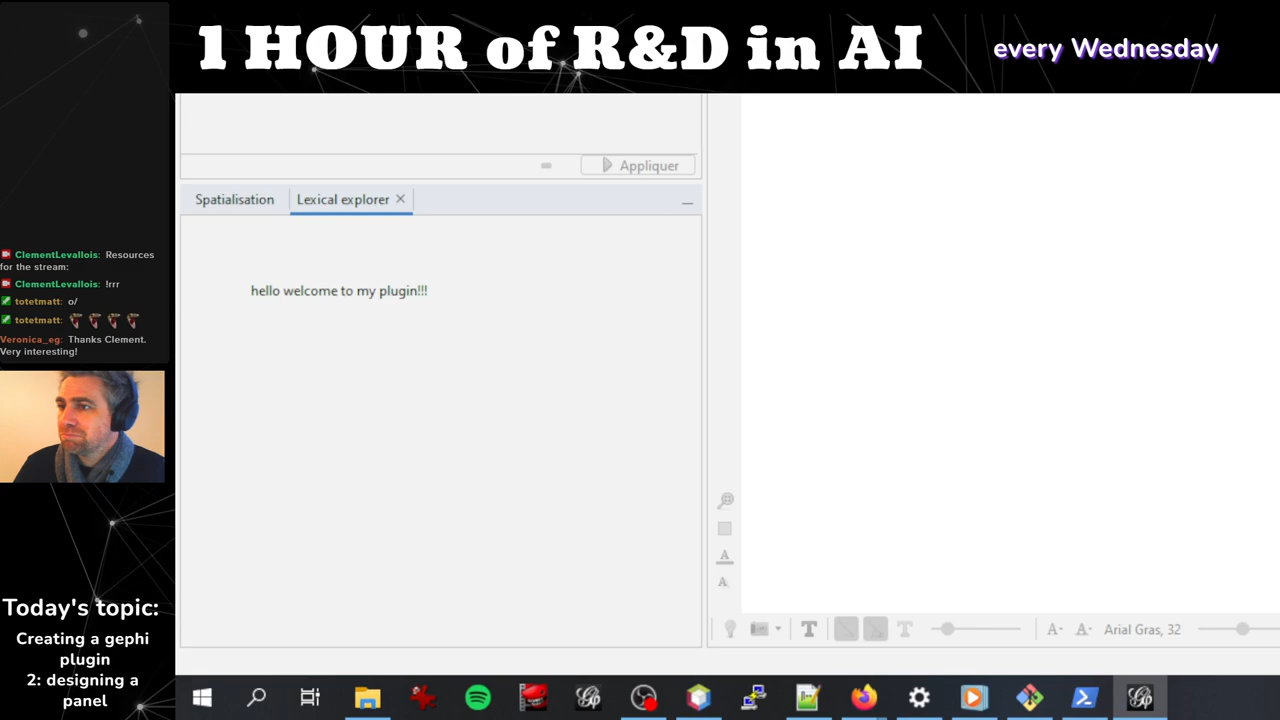 1 HOUR of R&D in AI
every Wednesday
Appliquer
Spatialisation
Lexical explorer
hello welcome to my plugin!!!
ClementLevallois: Resources
for the stream:
ClementLevallois: !rrr
totetmatt: o/
totetmatt:
Veronica_eg: Thanks Clement.
Very interesting!
Today's topic:
Creating a gephi
plugin
2: designing a
panel
A
A
T
T
A
A
Arial Gras, 32